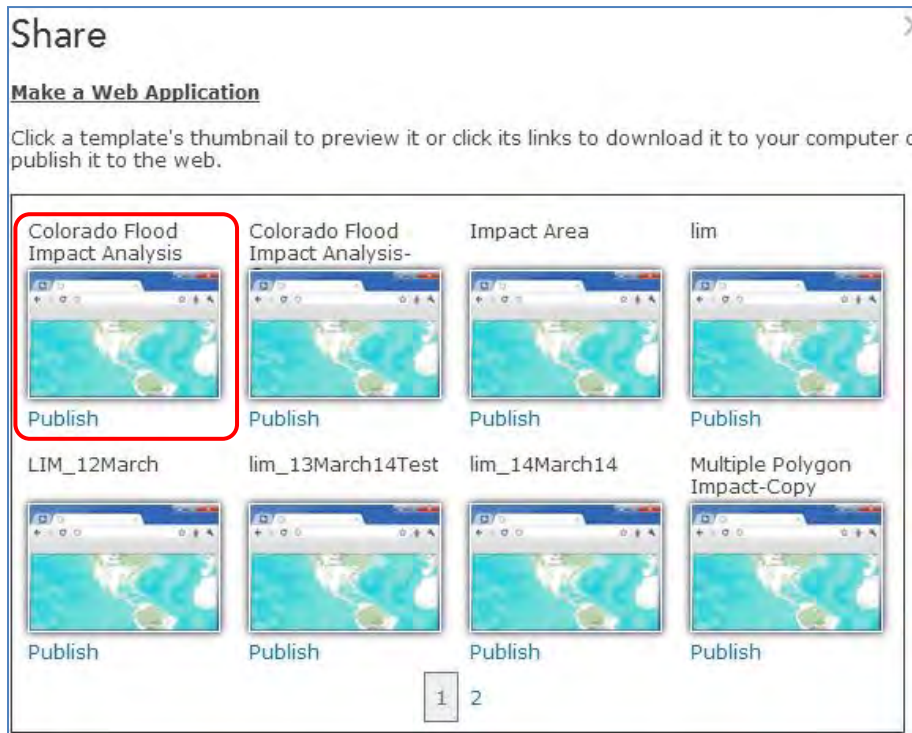 Share
Make a Web Application
Click a template's thumbnail to preview it or click its links to download it to your computer
publish it to the web.
Colorado Flood
Impact Analysis
Publish
Colorado Flood
Impact Analysis-
Publish
Impact Area
Publish
lim
Publish
LIM_12March
Publish
lim_13March14Test
Publish
lim_14March14
Publish
Multiple Polygon
Impact-Copy
Publish
1 2